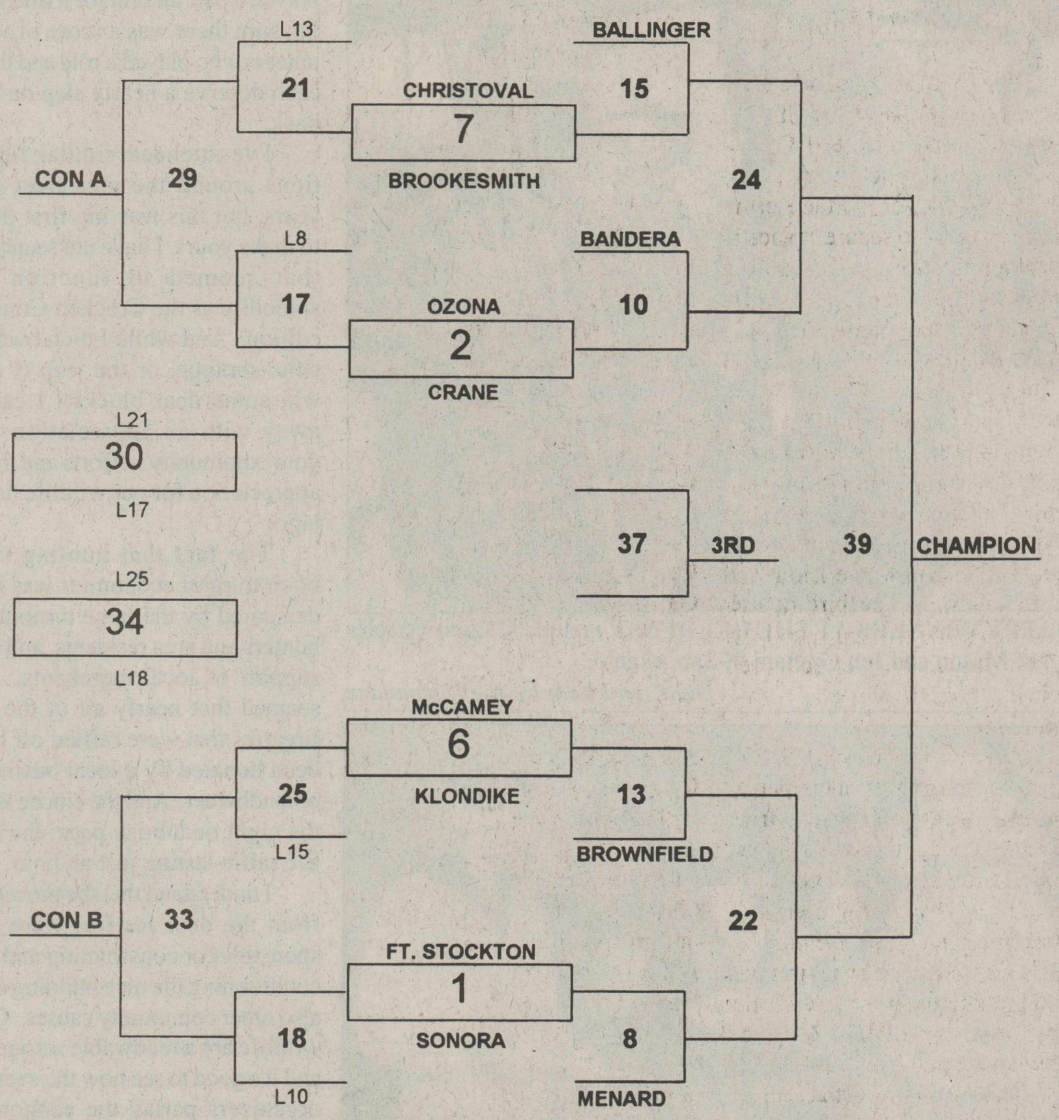 L13
BALLINGER
21
CHRISTOVAL
15
7
CON A
29
BROOKESMITH
24
L8
BANDERA
17
OZONA
10
2
CRANE
L21
30
L17
37
3RD
39
CHAMPION
L25
34
L18
McCAMEY
6
25
KLONDIKE
13
L15
BROWNFIELD
CON B
33
22
FT. STOCKTON
1
18
SONORA
8
L10
MENARD